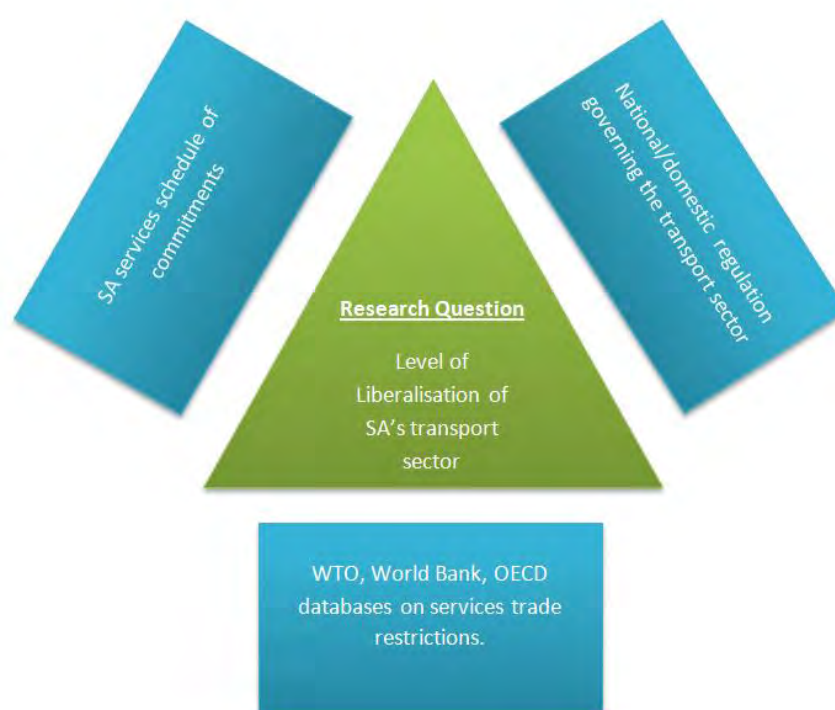 SA services schedule of
commitments
National/domestic regulation
governing the transport sector
Research Question
Level of
Liberalisation of
SA's transport
sector
WTO, World Bank, OECD
databases on services trade
restrictions.